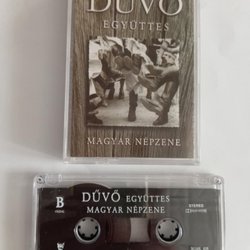 DŰVŐ
EGYÜTTES
MAGYAR NÉPZENE
B
DŰVŐ EGYÜTTES
MAGYAR NÉPZENE
STEREO